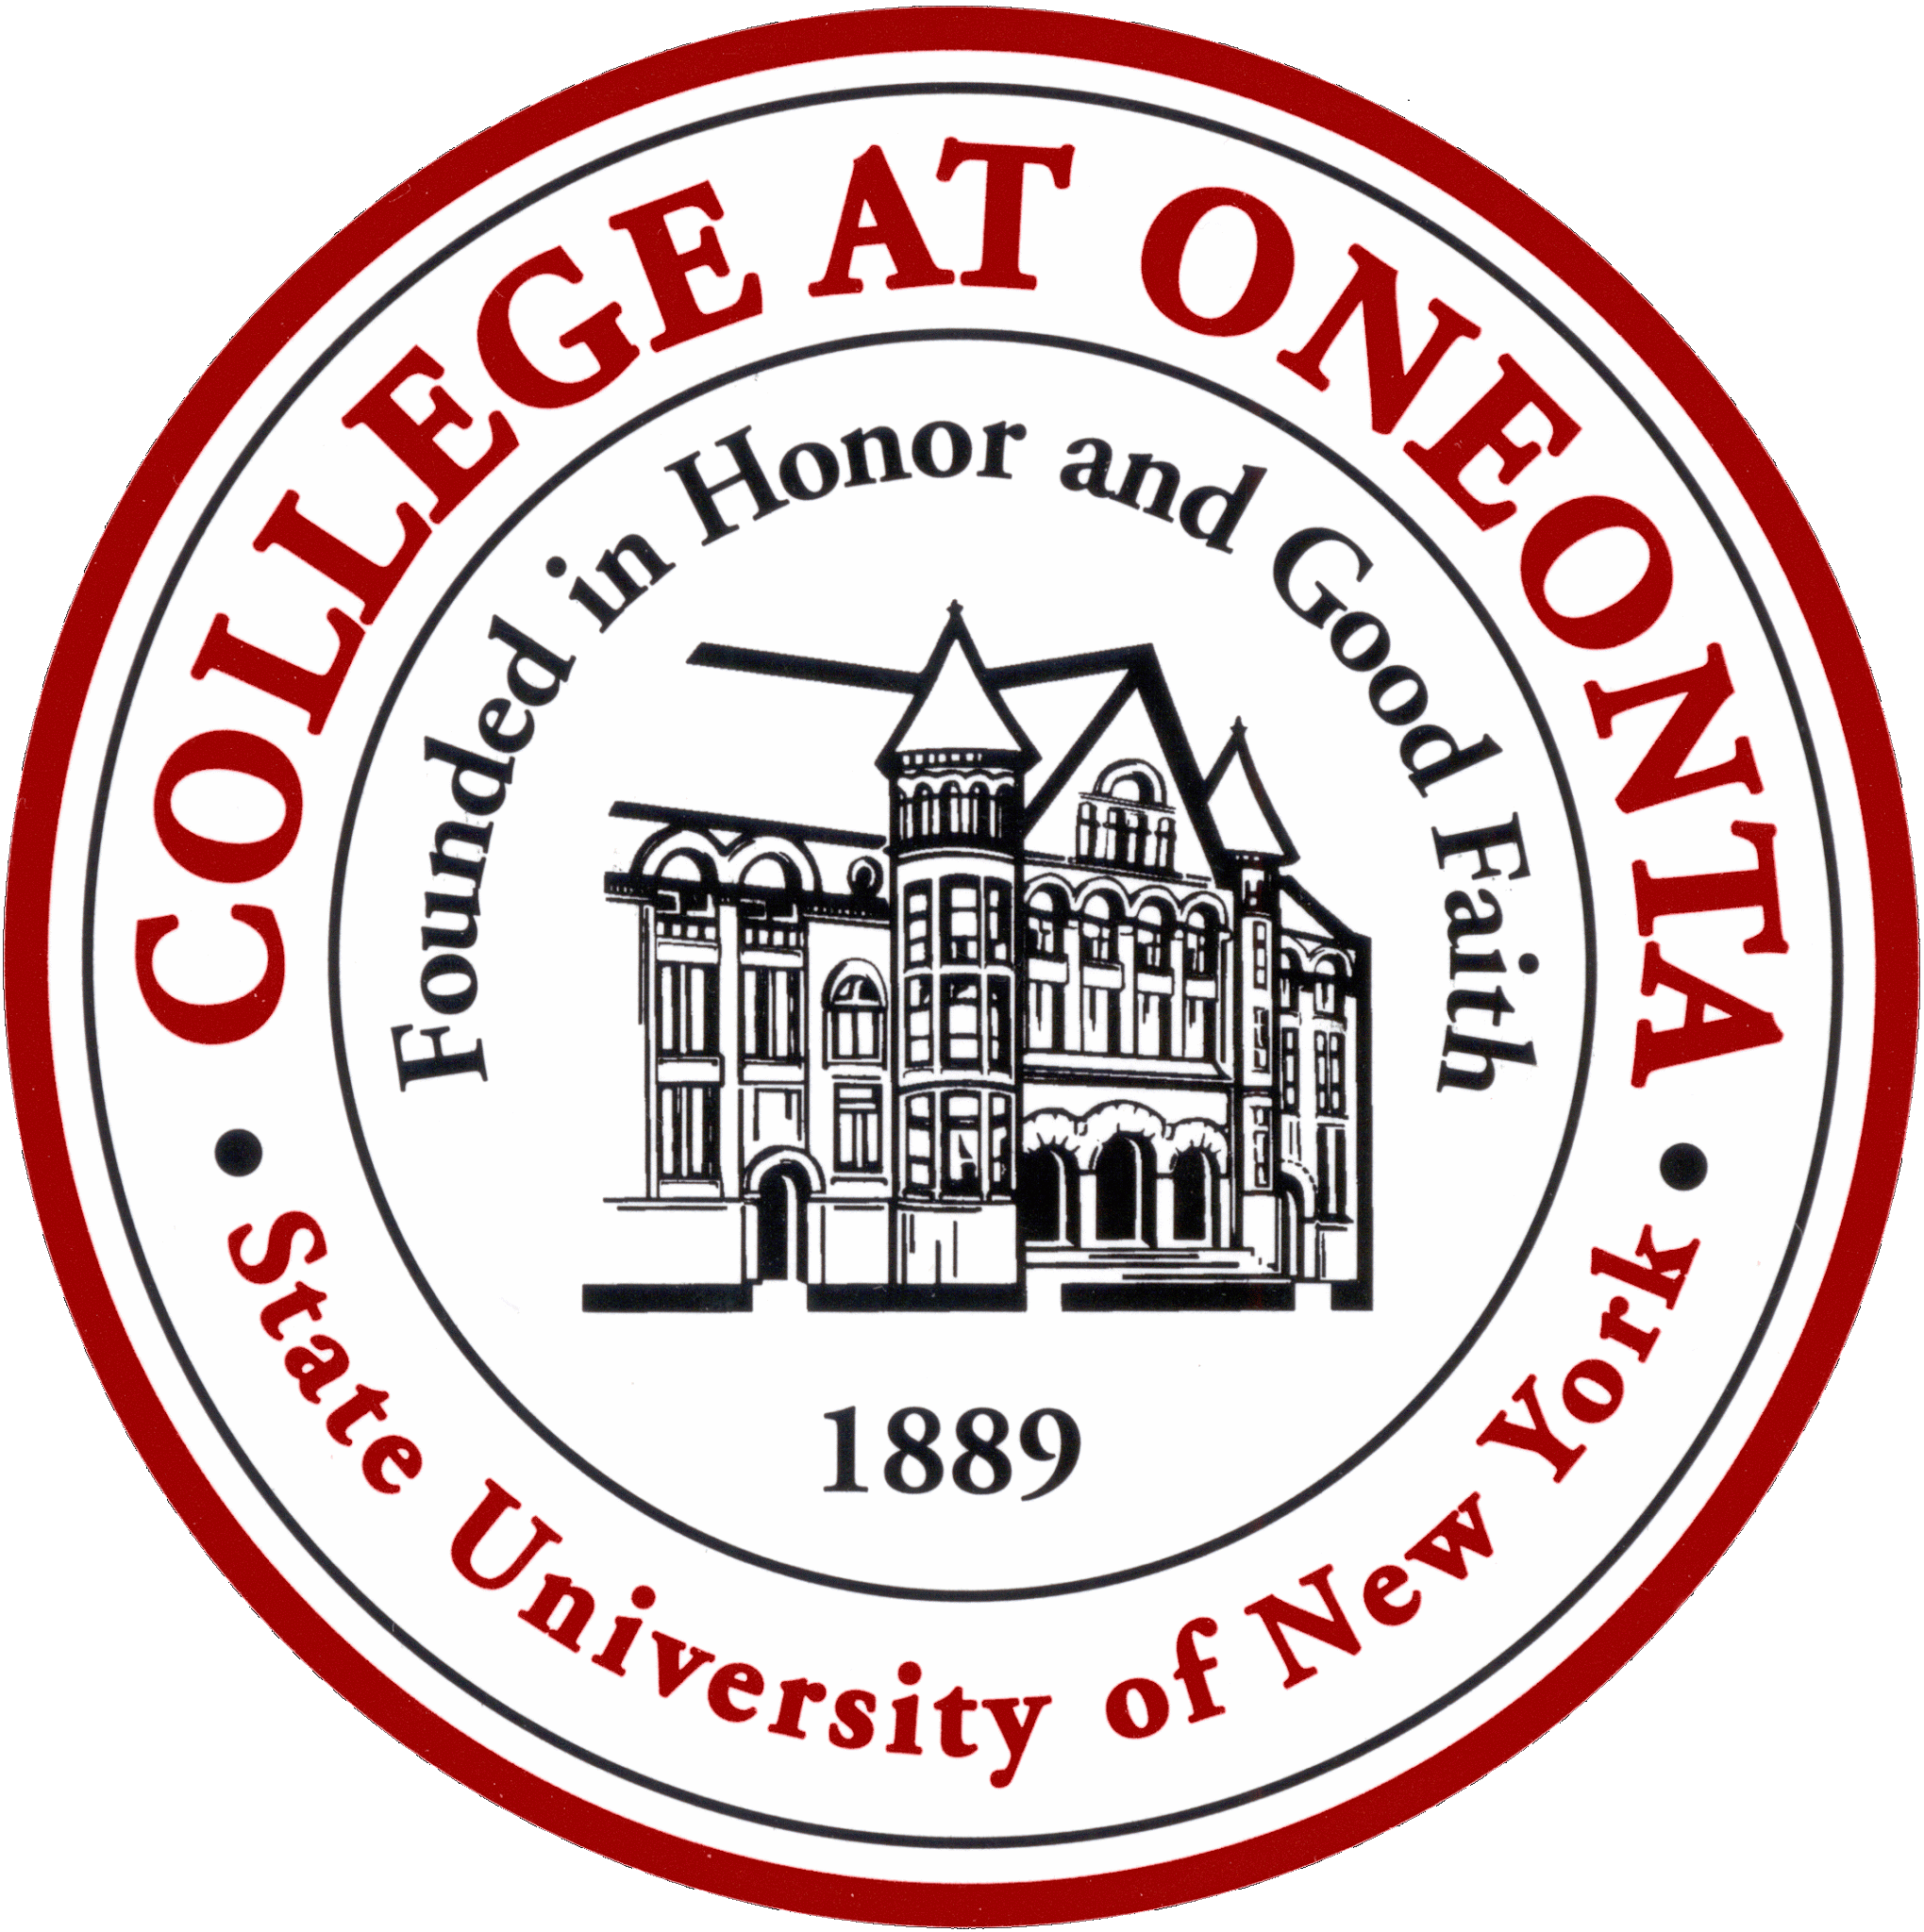 COLLEGE AT ONEONTA
Founded in Honor and Good Faith
1889
• State University of New York •